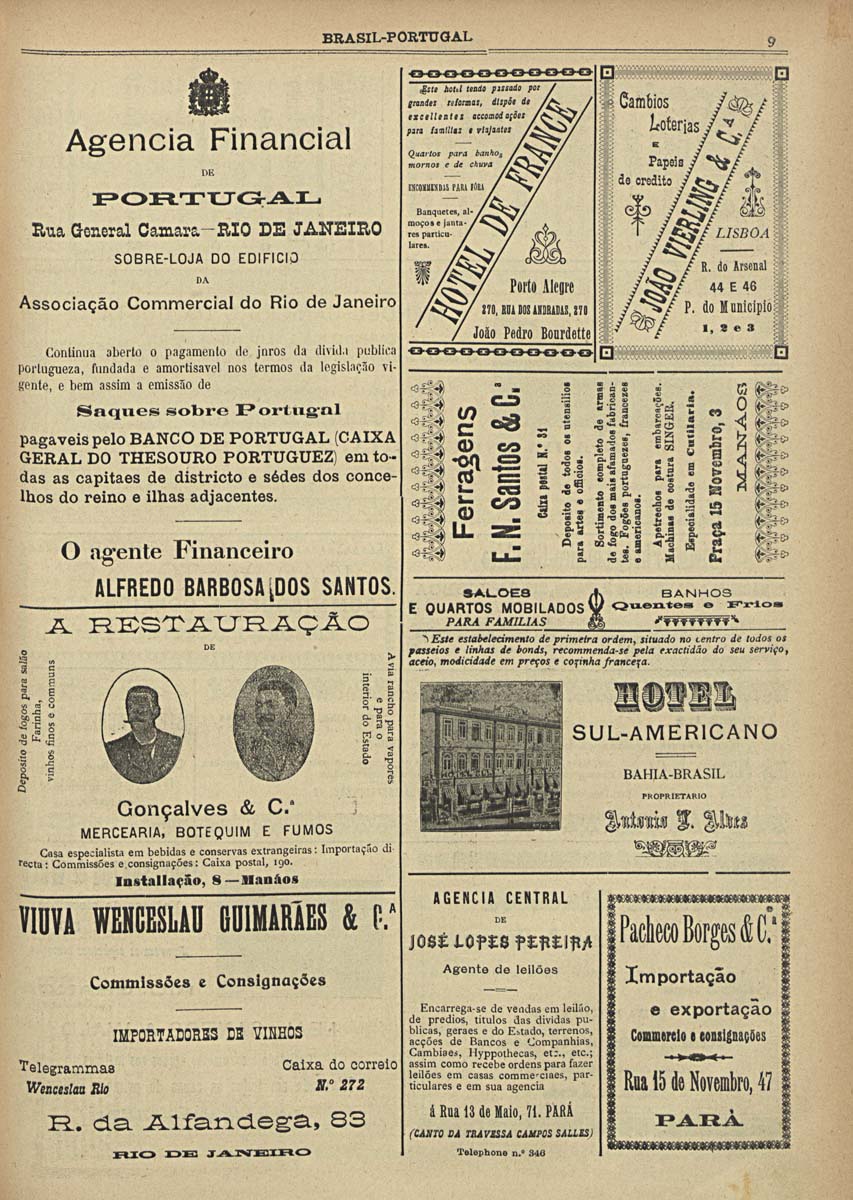 BRASIL-PORTUGAL
9
Agencia Financial
DE
PORTUGAL
Rua General Camara—RIO DE JANEIRO
SOBRE-LOJA DO EDIFICIO
DA
Associação Commercial do Rio de Janeiro
Continua aberto o pagamento de juros da divida publica
portugueza, fundada e amortisavel nos termos da legislação vi-
gente, e bem assim a emissão de
Saques sobre Portugal
pagaveis pelo BANCO DE PORTUGAL (CAIXA
GERAL DO THESOURO PORTUGUEZ) em to-
das as capitaes de districto e sédes dos conce-
lhos do reino e ilhas adjacentes.
O agente Financeiro
ALFREDO BARBOSA DOS SANTOS.
A RESTAURAÇÃO
DE
Deposito de fogos para salão
Farinha,
vinhos finos e communs
Avia rancho para vapores
e para o
interior do Estado
Gonçalves & C.ª
MERCEARIA, BOTEQUIM E FUMOS
Casa especialista em bebidas e conservas extrangeiras: Importação di-
recta: Commissões e consignações: Caixa postal, 190.
Installação, 8—Manáos
VIUVA WENCESLAU GUIMARÃES & C.ª
Commissões e Consignações
IMPORTADORES DE VINHOS
Telegrammas
Wenceslau Rio
Caixa do correio
N.º 272
R. da Alfandega, 83
RIO DE JANEIRO
Este hotel tendo passado por
grandes reformas, dispõe de
excellentes accomodações
para familias e viajantes
Quartos para banhos
mornos e de chuva
ENCOMMENDAS PARA FÓRA
Banquetes, al-
moços e janta-
res particu-
lares.
HOTEL DE FRANCE
Porto Alegre
270, RUA DOS ANDRADAS, 270
João Pedro Bourdette
Cambios
Loterias
E
Papeis
de credito
JOÃO VIERLING & C.ª
LISBOA
R. do Arsenal
44 E 46
P. do Municipio
1, 2 e 3
Ferragens
F. N. Santos & C.ª
Caixa postal N.º 31
Deposito de todos os utensilios
para artes e officios.
Sortimento completo de armas
de fogo dos mais afamados fabrican-
tes. Fogões portuguezes, francezes
e americanos.
Apetrechos para embarcações.
Machinas de costura SINGER.
Especialidade em Cutilaria.
Praça 15 Novembro, 3
MANÁOS
SALÕES
E QUARTOS MOBILADOS
PARA FAMILIAS
BANHOS
Quentes e Frios
Este estabelecimento de primeira ordem, situado no centro de todos os
passeios e linhas de bonds, recommenda-se pela exactidão do seu serviço,
aceio, modicidade em preços e cozinha franceza.
HOTEL
SUL-AMERICANO
BAHIA-BRASIL
PROPRIETARIO
Antonio T. Alves
AGENCIA CENTRAL
DE
JOSÉ LOPES PEREIRA
Agente de leilões
Encarrega-se de vendas em leilão,
de predios, titulos das dividas pu-
blicas, geraes e do Estado, terrenos,
acções de Bancos e Companhias,
Cambiaes, Hyppothecas, etc., etc.;
assim como recebe ordens para fazer
leilões em casas commerciaes, par-
ticulares e em sua agencia
á Rua 13 de Maio, 71. PARÁ
(CANTO DA TRAVESSA CAMPOS SALLES)
Telephone n.º 346
Pacheco Borges & C.ª
Importação
e exportação
Commercio e consignações
Rua 15 de Novembro, 47
PARÁ